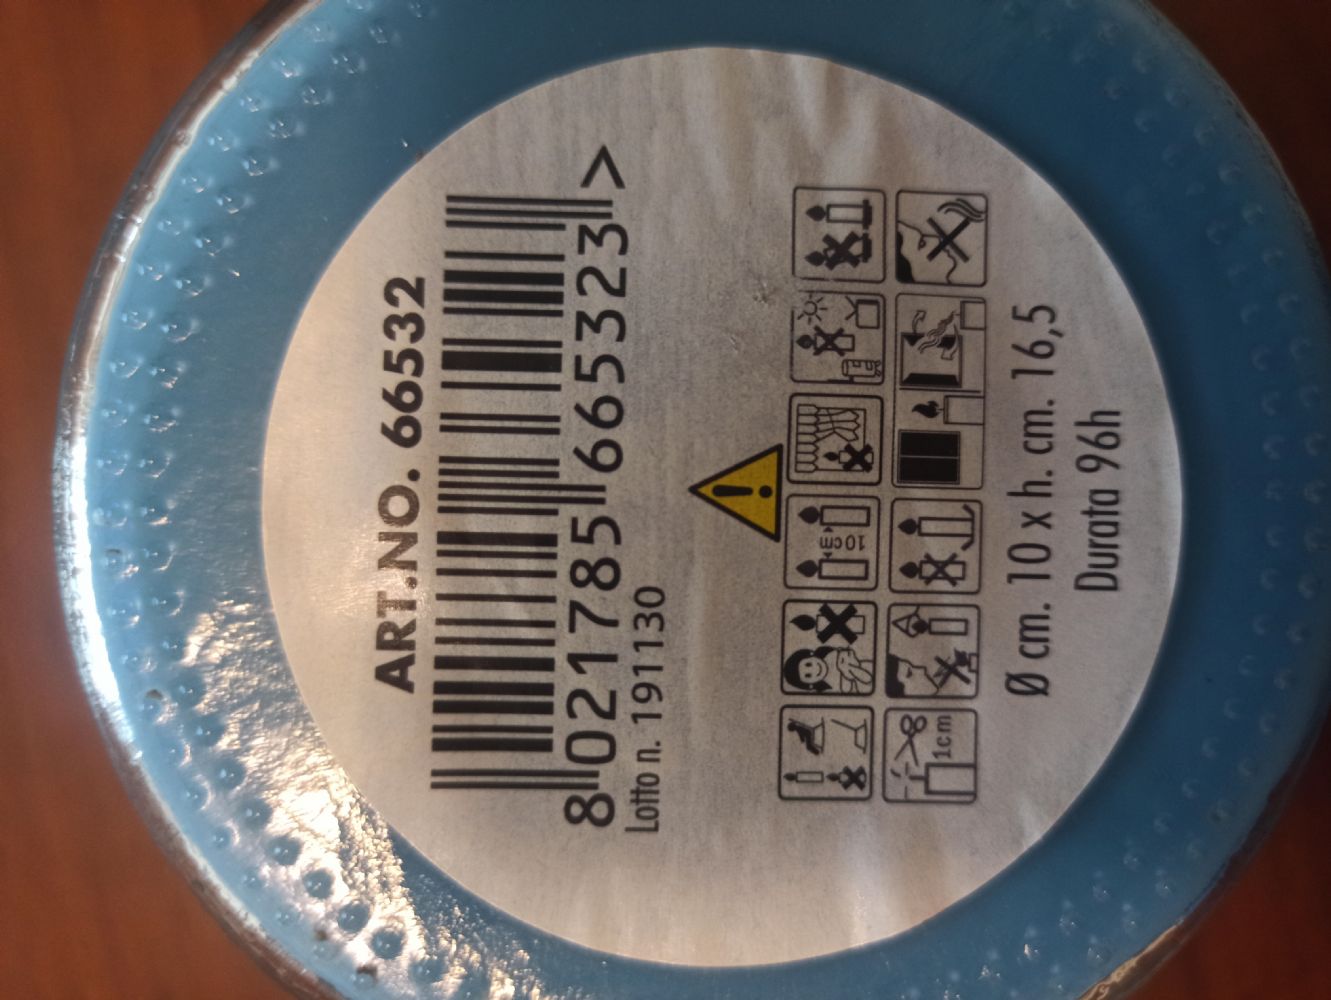 ART.NO. 66532
8 021785 665323 >
Lotto n. 191130
10cm
1cm
Ø cm. 10 x h. cm. 16,5
Durata 96h